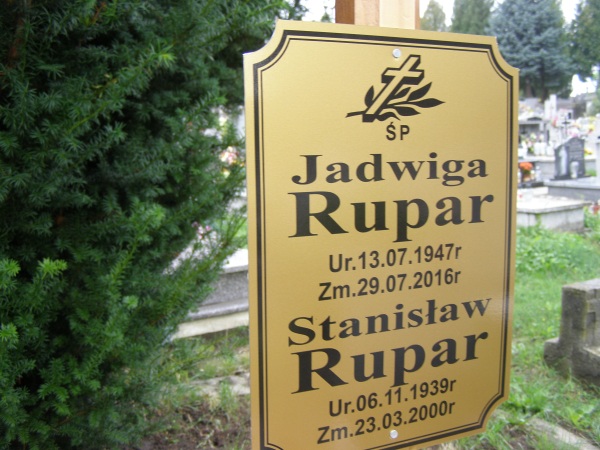 ŚP
Jadwiga
Rupar
Ur.13.07.1947r
Zm.29.07.2016r
Stanisław
Rupar
Ur.06.11.1939r
Zm.23.03.2000r